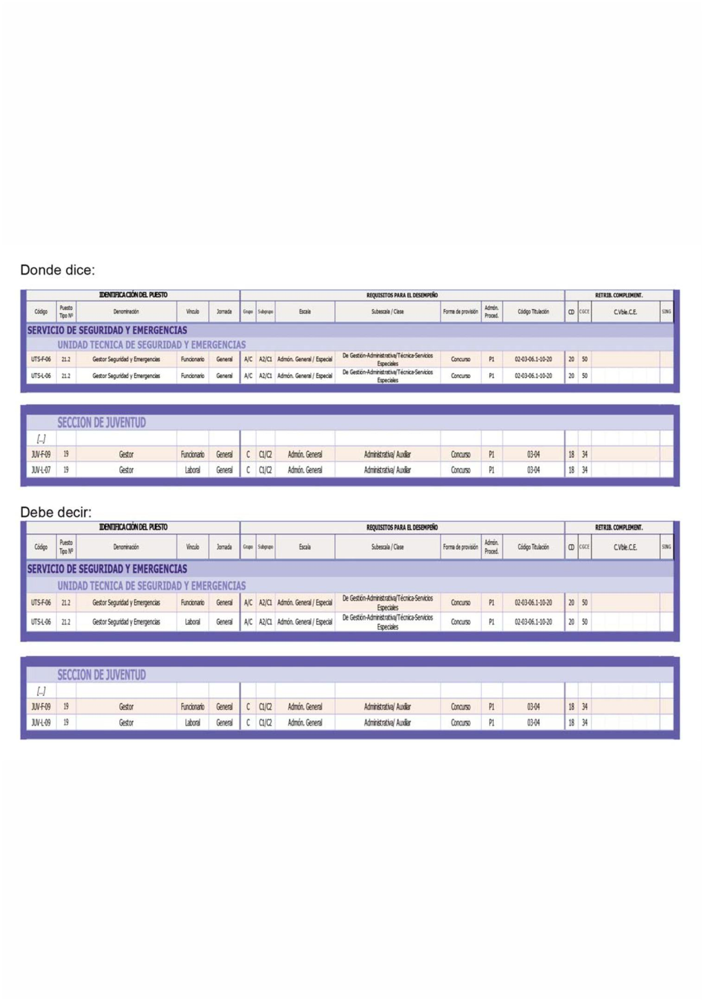 Donde dice:
IDENTIFICACIÓN DEL PUESTO REQUISITOS PARA EL DESEMPEÑO RETRIB. COMPLEMENT.
Código Puesto Tipo Nº Denominación Vínculo Jornada Grupo Subgrupo Escala Subescala / Clase Forma de provisión Admón. Proced. Código Titulación CD CGCE C.Vble.C.E. SING
SERVICIO DE SEGURIDAD Y EMERGENCIAS
UNIDAD TECNICA DE SEGURIDAD Y EMERGENCIAS
UTS-F-06 21.2 Gestor Seguridad y Emergencias Funcionario General A/C A2/C1 Admón. General / Especial De Gestión-Administrativa/Técnica-Servicios Especiales Concurso P1 02-03-06.1-10-20 20 50
UTS-L-06 21.2 Gestor Seguridad y Emergencias Funcionario General A/C A2/C1 Admón. General / Especial De Gestión-Administrativa/Técnica-Servicios Especiales Concurso P1 02-03-06.1-10-20 20 50
SECCION DE JUVENTUD
[...]
JUV-F-09 19 Gestor Funcionario General C C1/C2 Admón. General Administrativa/ Auxiliar Concurso P1 03-04 18 34
JUV-L-07 19 Gestor Laboral General C C1/C2 Admón. General Administrativa/ Auxiliar Concurso P1 03-04 18 34
Debe decir:
IDENTIFICACIÓN DEL PUESTO REQUISITOS PARA EL DESEMPEÑO RETRIB. COMPLEMENT.
Código Puesto Tipo Nº Denominación Vínculo Jornada Grupo Subgrupo Escala Subescala / Clase Forma de provisión Admón. Proced. Código Titulación CD CGCE C.Vble.C.E. SING
SERVICIO DE SEGURIDAD Y EMERGENCIAS
UNIDAD TECNICA DE SEGURIDAD Y EMERGENCIAS
UTS-F-06 21.2 Gestor Seguridad y Emergencias Funcionario General A/C A2/C1 Admón. General / Especial De Gestión-Administrativa/Técnica-Servicios Especiales Concurso P1 02-03-06.1-10-20 20 50
UTS-L-06 21.2 Gestor Seguridad y Emergencias Laboral General A/C A2/C1 Admón. General / Especial De Gestión-Administrativa/Técnica-Servicios Especiales Concurso P1 02-03-06.1-10-20 20 50
SECCION DE JUVENTUD
[...]
JUV-F-09 19 Gestor Funcionario General C C1/C2 Admón. General Administrativa/ Auxiliar Concurso P1 03-04 18 34
JUV-L-09 19 Gestor Laboral General C C1/C2 Admón. General Administrativa/ Auxiliar Concurso P1 03-04 18 34